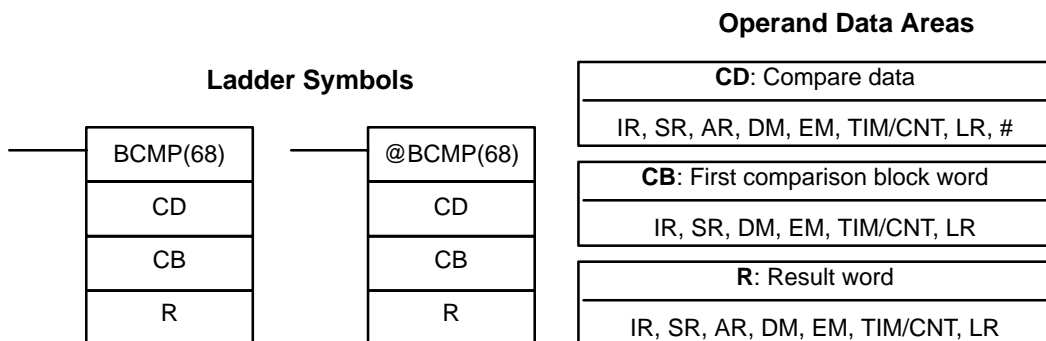 Operand Data Areas
Ladder Symbols
CD: Compare data
IR, SR, AR, DM, EM, TIM/CNT, LR, #
BCMP(68)
@BCMP(68)
CB: First comparison block word
CD
CD
IR, SR, DM, EM, TIM/CNT, LR
CB
CB
R: Result word
R
R
IR, SR, AR, DM, EM, TIM/CNT, LR